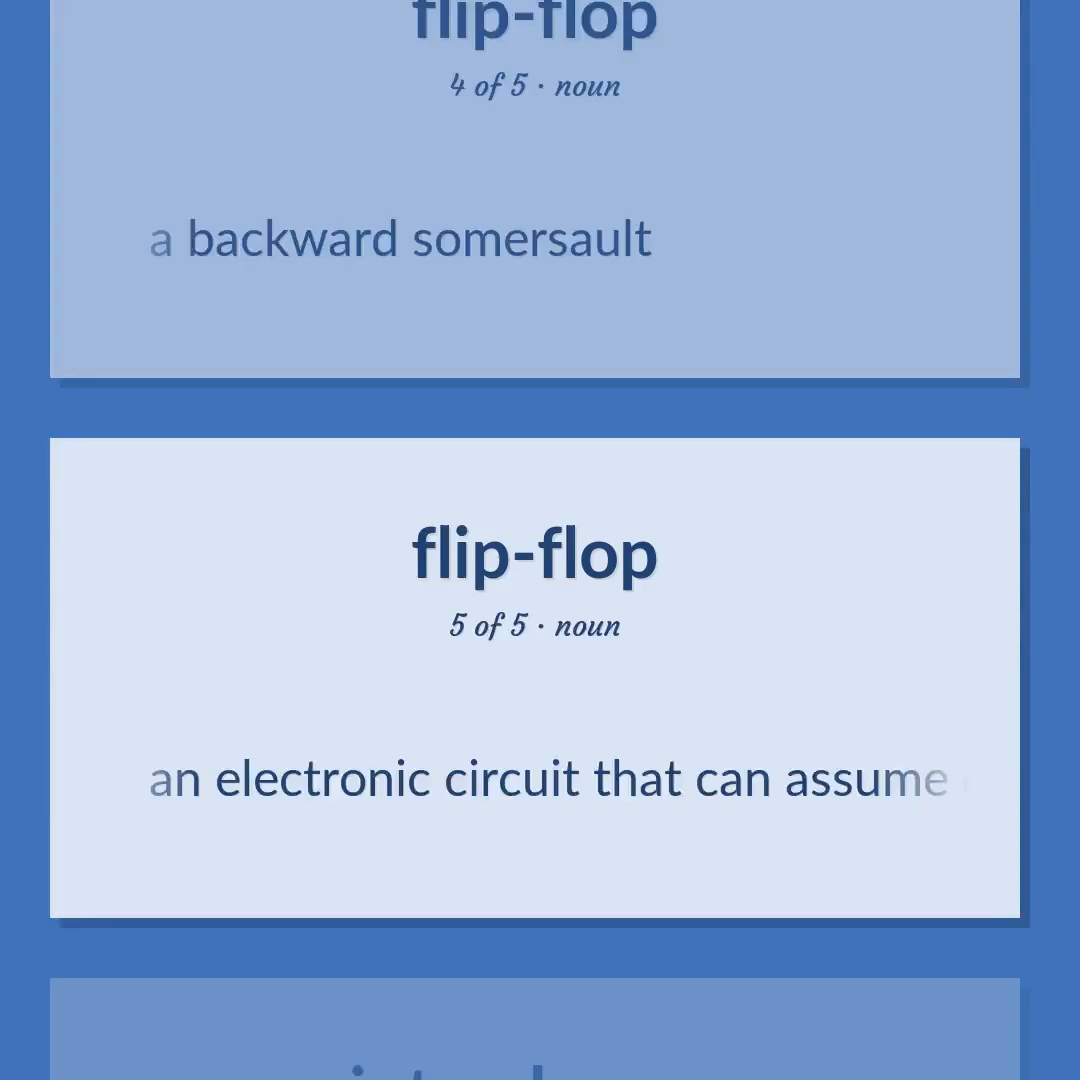 flip-flop
4 of 5 · noun
a backward somersault
flip-flop
5 of 5 · noun
an electronic circuit that can assume